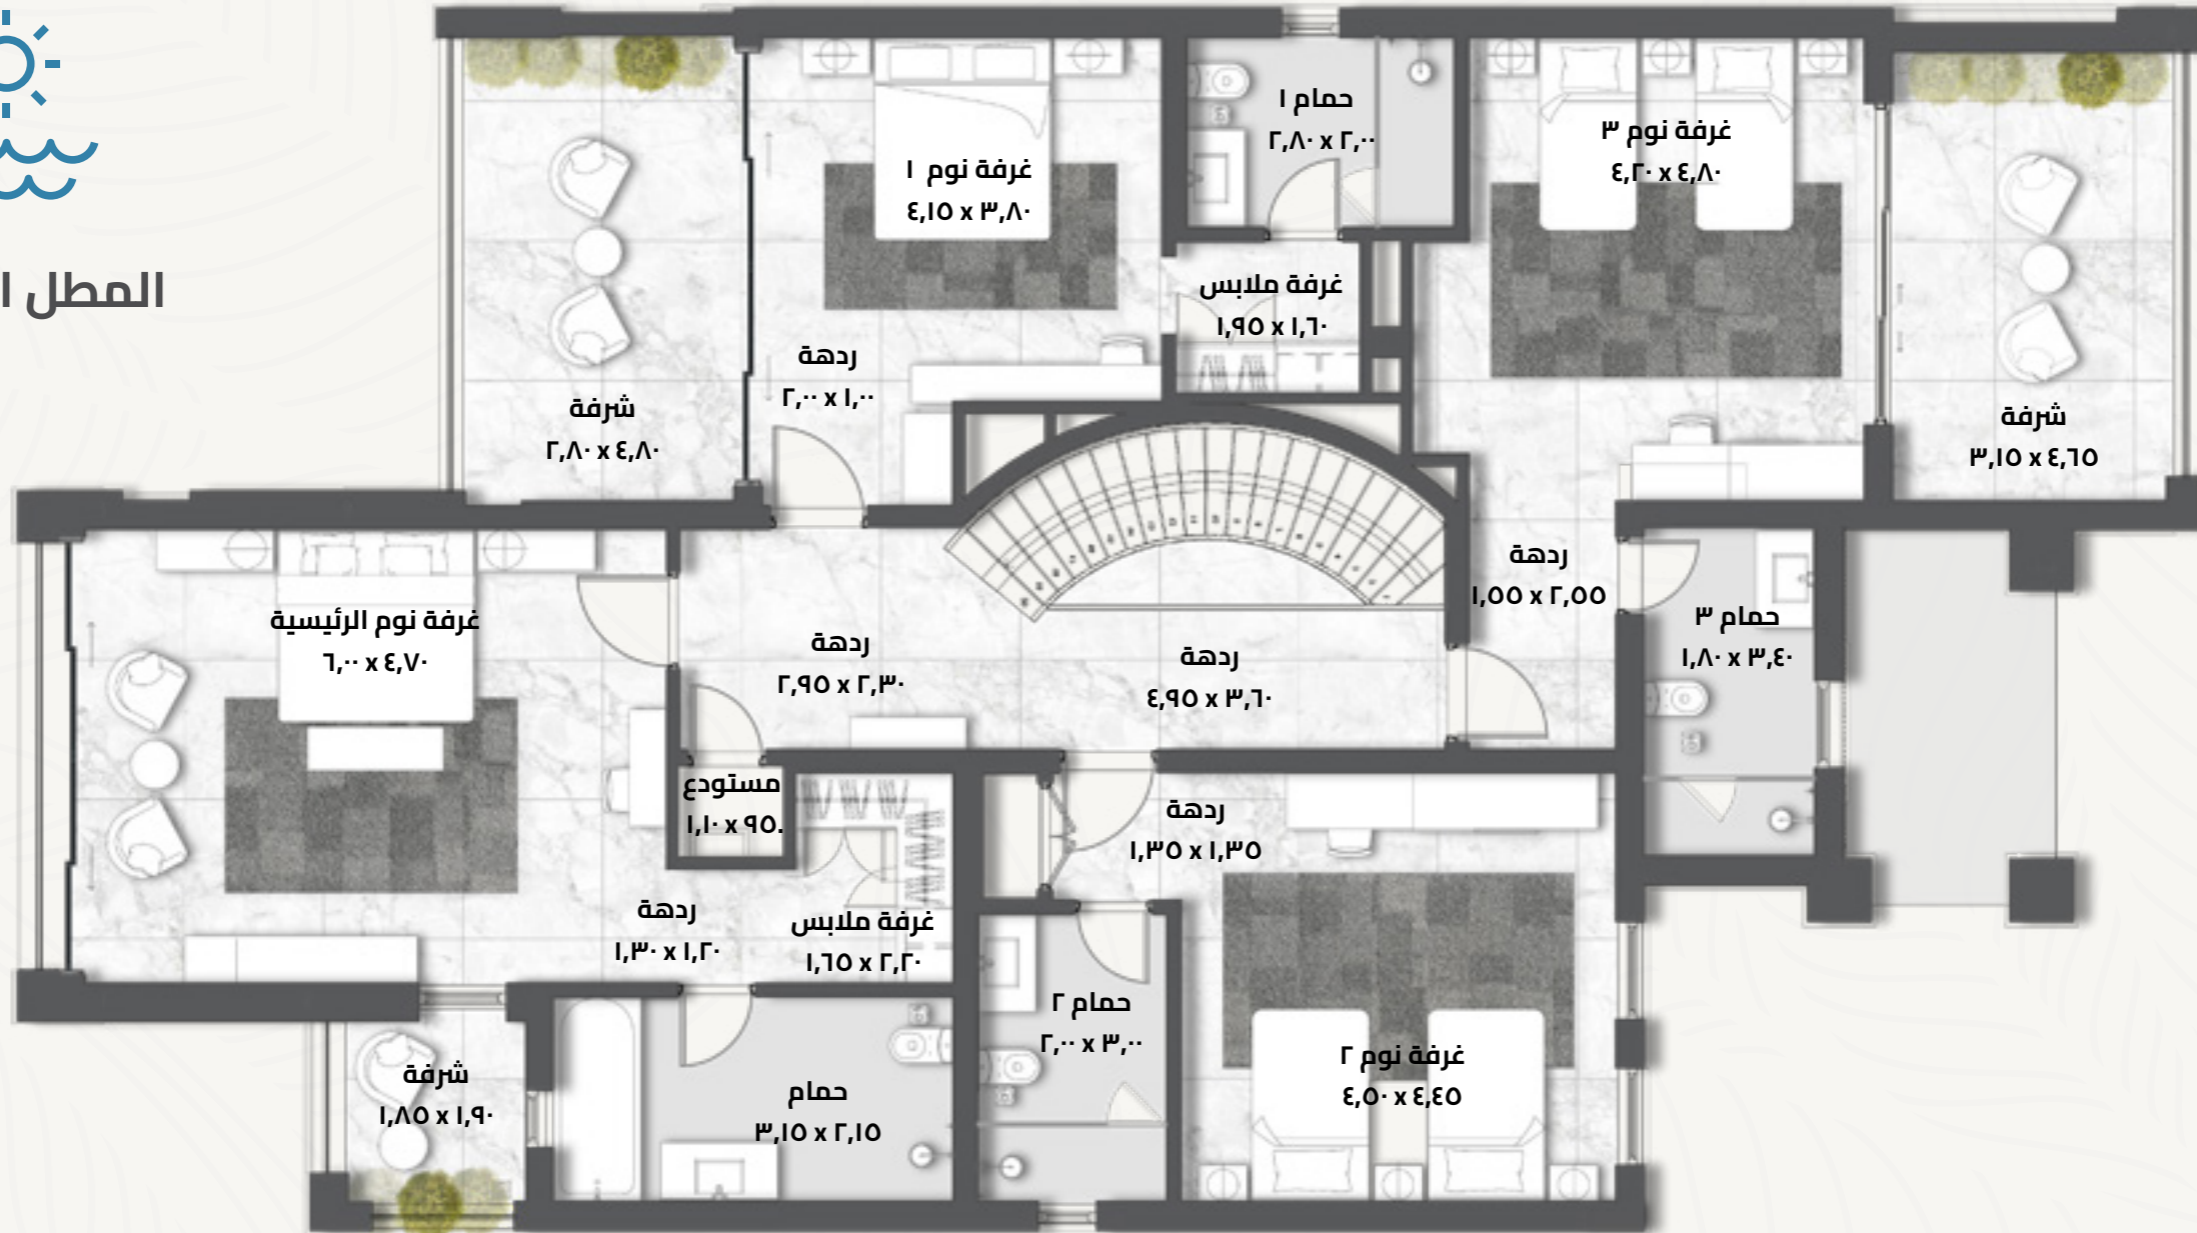 المطل ا
حمام ١
٢,٨٠ x ٢,٠٠
غرفة نوم ٣
٤,٢٠ x ٤,٨٠
غرفة نوم ١
٤,١٥ x ٣,٨٠
غرفة ملابس
١,٩٥ x ١,٦٠
ردهة
٢,٠٠ x ١,٠٠
شرفة
٢,٨٠ x ٤,٨٠
شرفة
٣,١٥ x ٤,٦٥
ردهة
١,٥٥ x ٢,٥٥
غرفة نوم الرئيسية
٦,٠٠ x ٤,٧٠
حمام ٣
١,٨٠ x ٣,٤٠
ردهة
٢,٩٥ x ٢,٣٠
ردهة
٤,٩٥ x ٣,٦٠
مستودع
١,١٠ x ٩٥.
ردهة
١,٣٥ x ١,٣٥
ردهة
١,٣٠ x ١,٢٠
غرفة ملابس
١,٦٥ x ٢,٢٠
حمام ٢
٢,٠٠ x ٣,٠٠
غرفة نوم ٢
٤,٥٠ x ٤,٤٥
شرفة
١,٨٥ x ١,٩٠
حمام
٣,١٥ x ٢,١٥